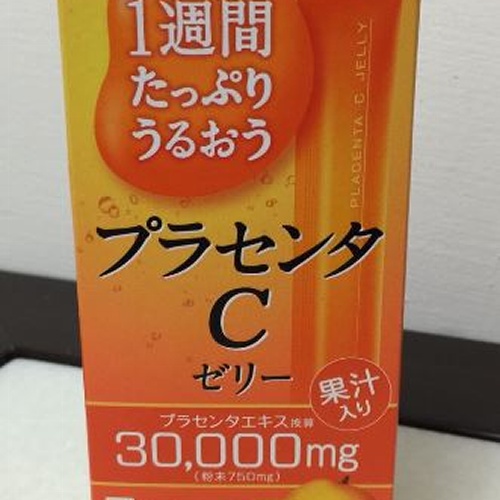 1週間
たっぷり
うるおう
PLACENTA C JELLY
プラセンタ
C
ゼリー
果汁
入り
プラセンタエキス換算
30,000mg
(粉末750mg)